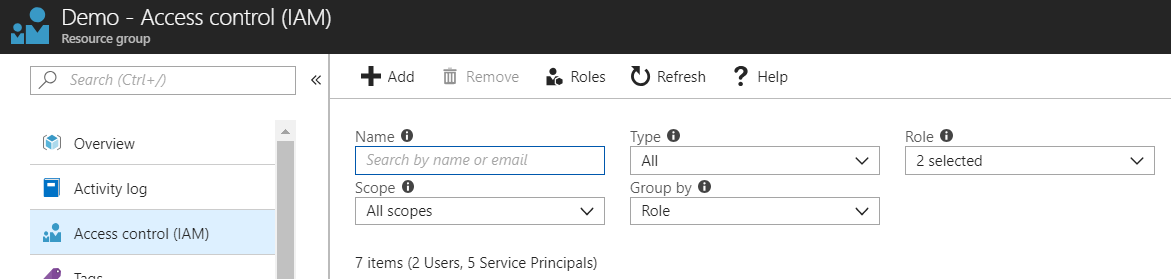 Demo - Access control (IAM)
Resource group
Search (Ctrl+/)
Overview
Activity log
Access control (IAM)
Tags
Add Remove Roles Refresh Help
Name Type Role
Search by name or email All 2 selected
Scope Group by
All scopes Role
7 items (2 Users, 5 Service Principals)